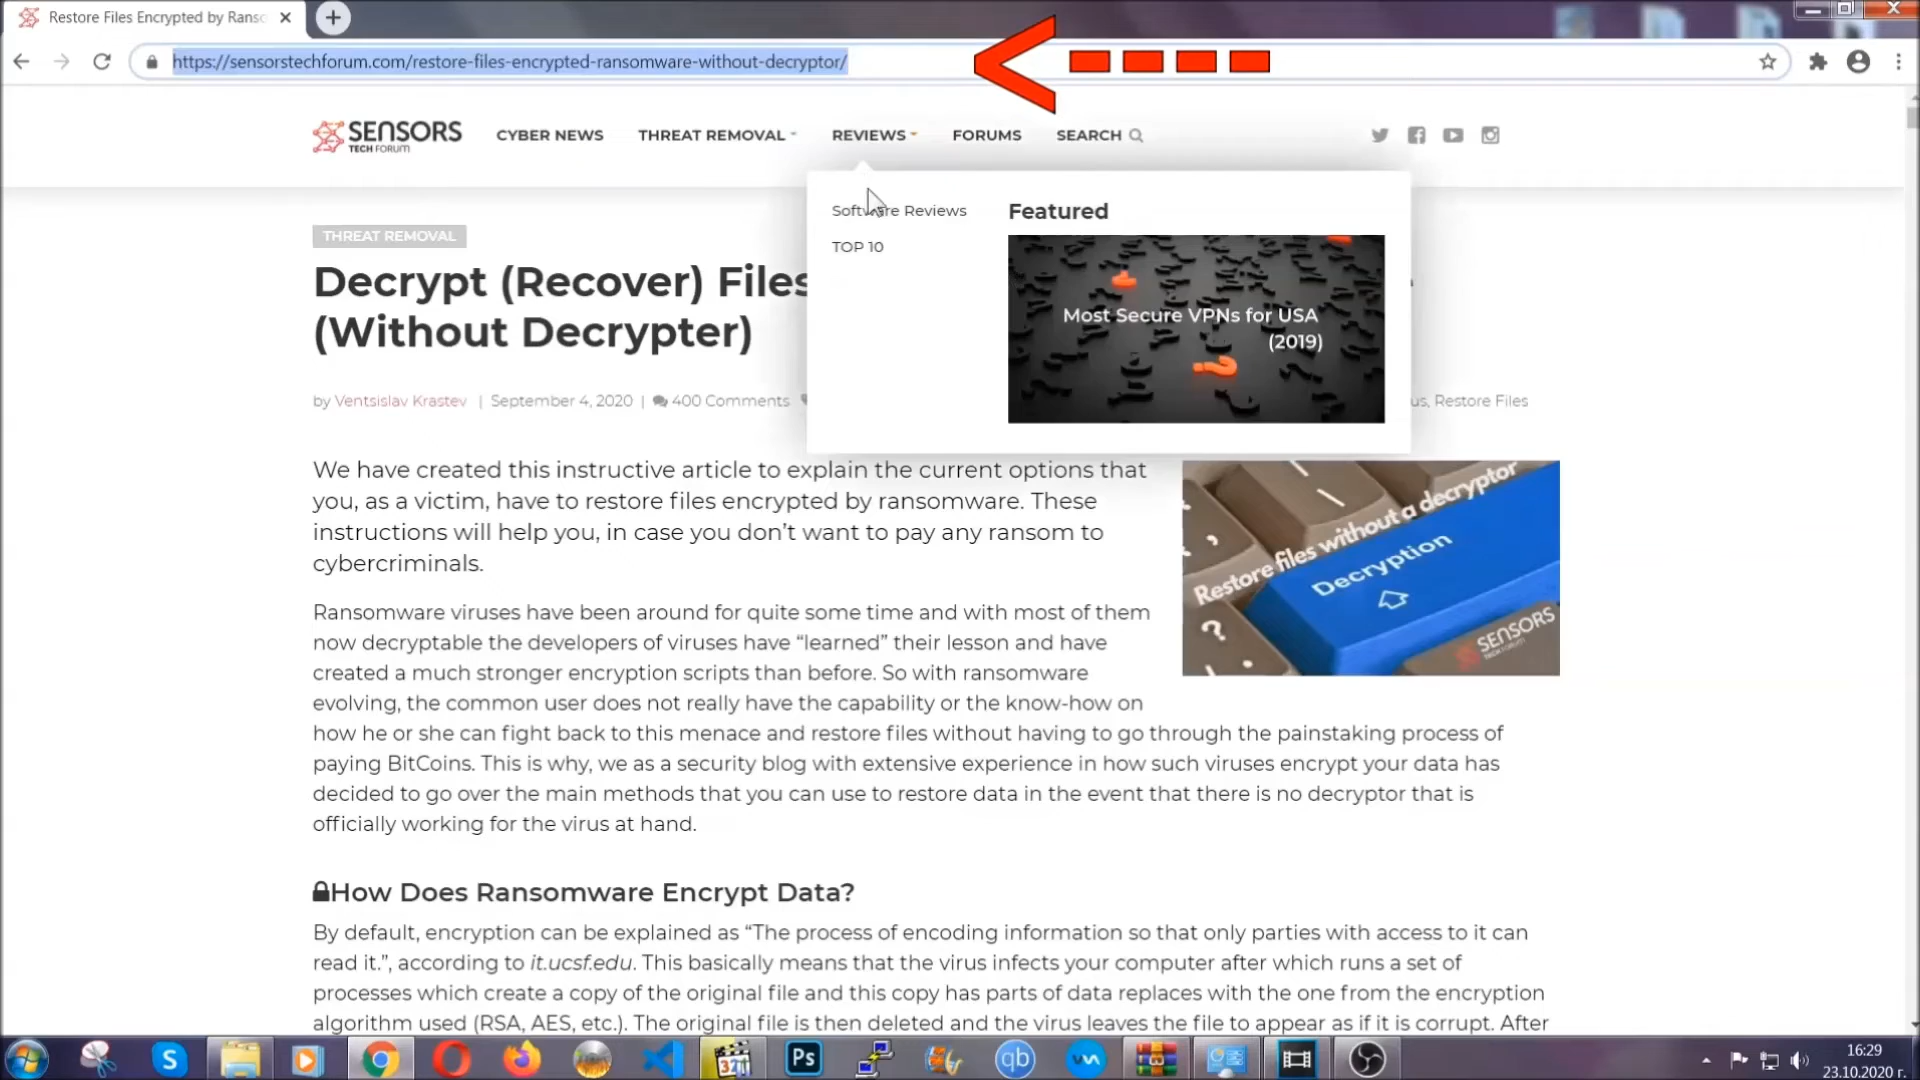 Restore Files Encrypted by Ranso
https://sensorstechforum.com/restore-files-encrypted-ransomware-without-decryptor/
SENSORS
TECH FORUM
CYBER NEWS THREAT REMOVAL REVIEWS FORUMS SEARCH
Software Reviews
TOP 10
Featured
Most Secure VPNs for USA
(2019)
THREAT REMOVAL
Decrypt (Recover) Files
(Without Decrypter)
by Ventsislav Krastev | September 4, 2020 | 400 Comments
us, Restore Files
We have created this instructive article to explain the current options that
you, as a victim, have to restore files encrypted by ransomware. These
instructions will help you, in case you don’t want to pay any ransom to
cybercriminals.
Restore files without a decryptor
Decryption
SENSORS
TECH FORUM
Ransomware viruses have been around for quite some time and with most of them
now decryptable the developers of viruses have “learned” their lesson and have
created a much stronger encryption scripts than before. So with ransomware
evolving, the common user does not really have the capability or the know-how on
how he or she can fight back to this menace and restore files without having to go through the painstaking process of
paying BitCoins. This is why, we as a security blog with extensive experience in how such viruses encrypt your data has
decided to go over the main methods that you can use to restore data in the event that there is no decryptor that is
officially working for the virus at hand.
How Does Ransomware Encrypt Data?
By default, encryption can be explained as “The process of encoding information so that only parties with access to it can
read it.”, according to it.ucsf.edu. This basically means that the virus infects your computer after which runs a set of
processes which create a copy of the original file and this copy has parts of data replaces with the one from the encryption
algorithm used (RSA, AES, etc.). The original file is then deleted and the virus leaves the file to appear as if it is corrupt. After
S
321
Ps
qb
16:29
23.10.2020 г.